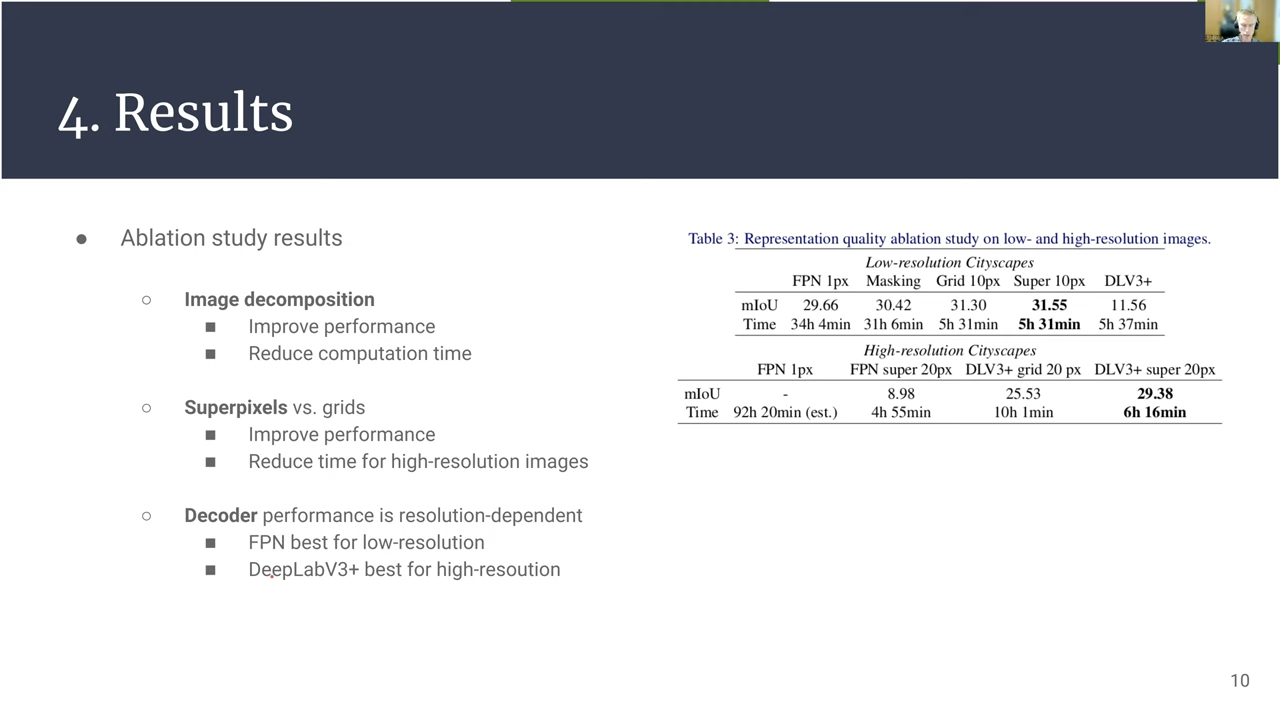 4. Results
● Ablation study results
○ Image decomposition
■ Improve performance
■ Reduce computation time
○ Superpixels vs. grids
■ Improve performance
■ Reduce time for high-resolution images
○ Decoder performance is resolution-dependent
■ FPN best for low-resolution
■ DeepLabV3+ best for high-resoution
Table 3: Representation quality ablation study on low- and high-resolution images.
Low-resolution Cityscapes
FPN 1px Masking Grid 10px Super 10px DLV3+
mIoU 29.66 30.42 31.30 31.55 11.56
Time 34h 4min 31h 6min 5h 31min 5h 31min 5h 37min
High-resolution Cityscapes
FPN 1px FPN super 20px DLV3+ grid 20 px DLV3+ super 20px
mIoU - 8.98 25.53 29.38
Time 92h 20min (est.) 4h 55min 10h 1min 6h 16min
10